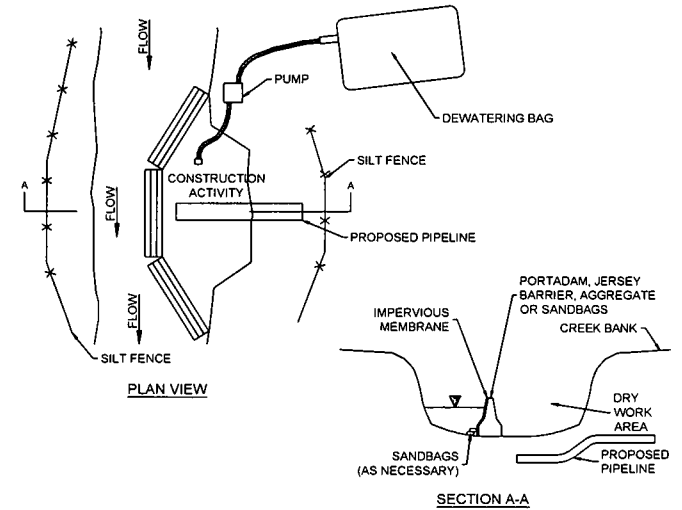 FLOW
PUMP
DEWATERING BAG
SILT FENCE
CONSTRUCTION
ACTIVITY
A
A
FLOW
PROPOSED PIPELINE
FLOW
SILT FENCE
PLAN VIEW
PORTADAM, JERSEY
BARRIER, AGGREGATE
OR SANDBAGS
IMPERVIOUS
MEMBRANE
CREEK BANK
DRY
WORK
AREA
SANDBAGS
(AS NECESSARY)
PROPOSED
PIPELINE
SECTION A-A